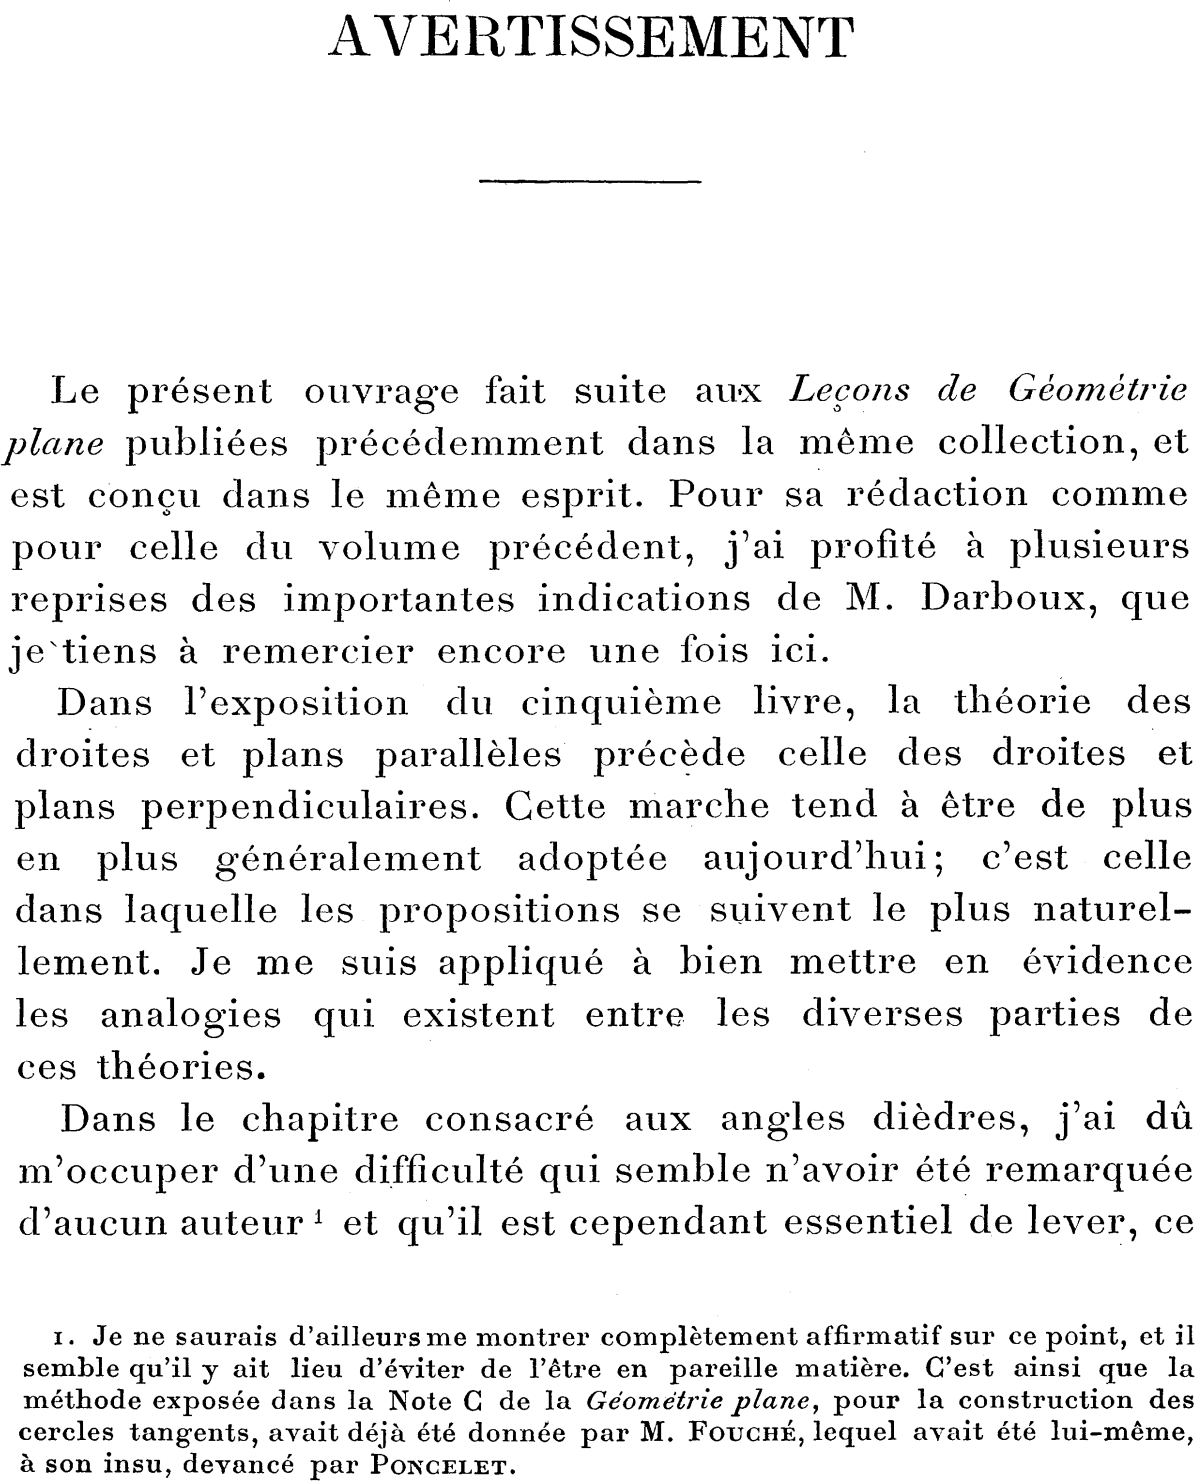 AVERTISSEMENT
Le présent ouvrage fait suite aux Leçons de Géométrie
plane publiées précédemment dans la même collection, et
est conçu dans le même esprit. Pour sa rédaction comme
pour celle du volume précédent, j'ai profité à plusieurs
reprises des importantes indications de M. Darboux, que
je tiens à remercier encore une fois ici.
Dans l'exposition du cinquième livre, la théorie des
droites et plans parallèles précède celle des droites et
plans perpendiculaires. Cette marche tend à être de plus
en plus généralement adoptée aujourd'hui; c'est celle
dans laquelle les propositions se suivent le plus naturel-
lement. Je me suis appliqué à bien mettre en évidence
les analogies qui existent entre les diverses parties de
ces théories.
Dans le chapitre consacré aux angles dièdres, j'ai dû
m'occuper d'une difficulté qui semble n'avoir été remarquée
d'aucun auteur 1 et qu'il est cependant essentiel de lever, ce
1. Je ne saurais d'ailleurs me montrer complètement affirmatif sur ce point, et il
semble qu'il y ait lieu d'éviter de l'être en pareille matière. C'est ainsi que la
méthode exposée dans la Note C de la Géométrie plane, pour la construction des
cercles tangents, avait déjà été donnée par M. FOUCHÉ, lequel avait été lui-même,
à son insu, devancé par PONCELET.